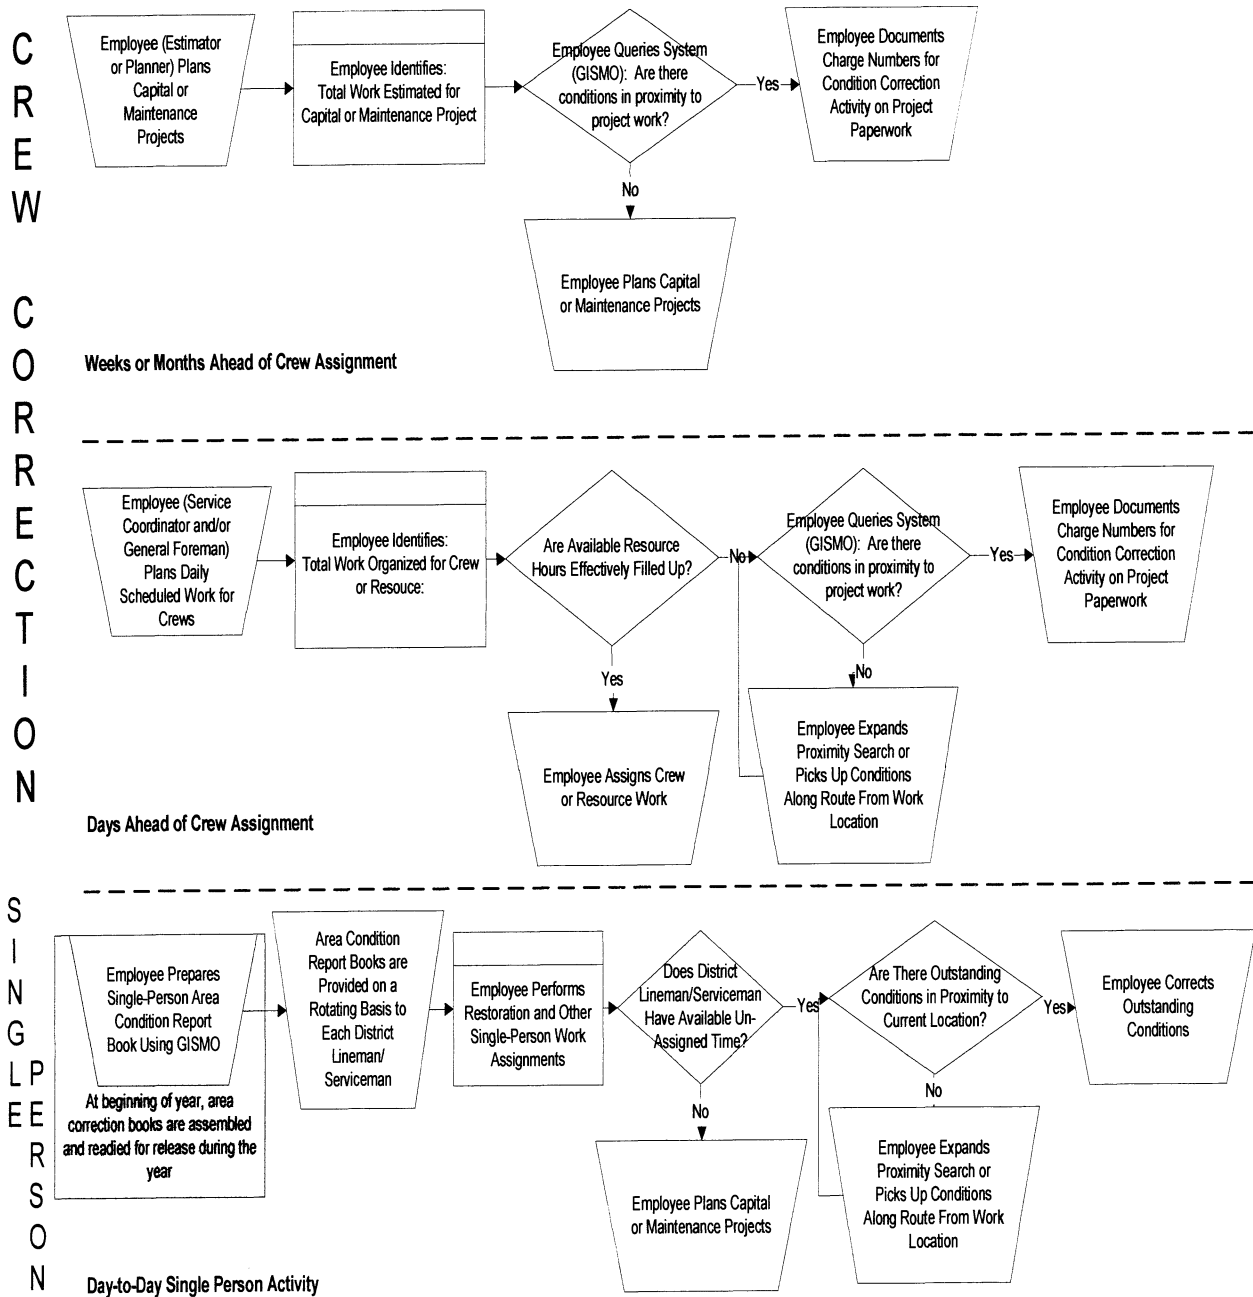 CREW CORRECTION
Employee (Estimator
or Planner) Plans
Capital or
Maintenance
Projects
Employee Identifies:
Total Work Estimated for
Capital or Maintenance Project
Employee Queries System
(GISMO): Are there
conditions in proximity to
project work?
Yes
Employee Documents
Charge Numbers for
Condition Correction
Activity on Project
Paperwork
No
Employee Plans Capital
or Maintenance Projects
Weeks or Months Ahead of Crew Assignment
Employee (Service
Coordinator and/or
General Foreman)
Plans Daily
Scheduled Work for
Crews
Employee Identifies:
Total Work Organized for Crew
or Resouce:
Are Available Resource
Hours Effectively Filled Up?
No
Employee Queries System
(GISMO): Are there
conditions in proximity to
project work?
Yes
Employee Documents
Charge Numbers for
Condition Correction
Activity on Project
Paperwork
Yes
No
Employee Assigns Crew
or Resource Work
Employee Expands
Proximity Search or
Picks Up Conditions
Along Route From Work
Location
Days Ahead of Crew Assignment
SINGLE
PERSON
Employee Prepares
Single-Person Area
Condition Report
Book Using GISMO
At beginning of year, area
correction books are assembled
and readied for release during the
year
Area Condition
Report Books are
Provided on a
Rotating Basis to
Each District
Lineman/
Serviceman
Employee Performs
Restoration and Other
Single-Person Work
Assignments
Does District
Lineman/Serviceman
Have Available Un-
Assigned Time?
Yes
Are There Outstanding
Conditions in Proximity to
Current Location?
Yes
Employee Corrects
Outstanding
Conditions
No
No
Employee Plans Capital
or Maintenance Projects
Employee Expands
Proximity Search or
Picks Up Conditions
Along Route From Work
Location
Day-to-Day Single Person Activity